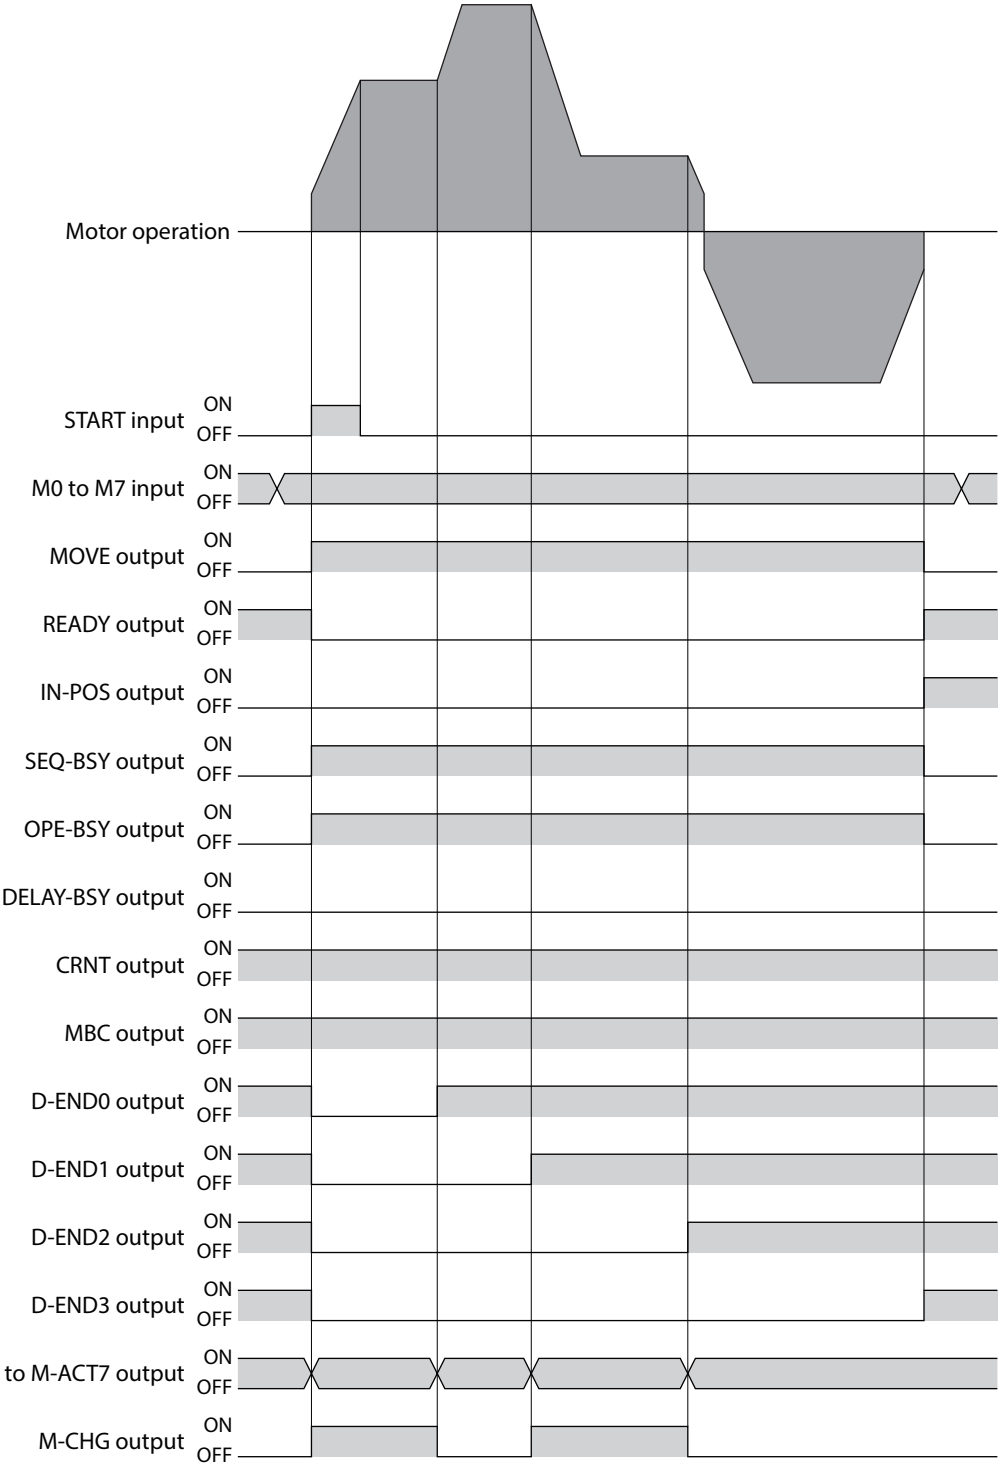 Motor operation
START input
ON
OFF
M0 to M7 input
ON
OFF
MOVE output
ON
OFF
READY output
ON
OFF
IN-POS output
ON
OFF
SEQ-BSY output
ON
OFF
OPE-BSY output
ON
OFF
DELAY-BSY output
ON
OFF
CRNT output
ON
OFF
MBC output
ON
OFF
D-END0 output
ON
OFF
D-END1 output
ON
OFF
D-END2 output
ON
OFF
D-END3 output
ON
OFF
to M-ACT7 output
ON
OFF
M-CHG output
ON
OFF